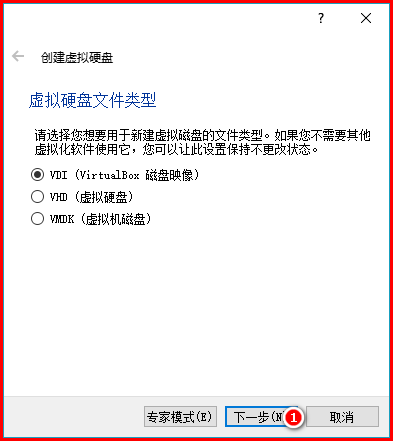 ?
创建虚拟硬盘
虚拟硬盘文件类型
请选择您想要用于新建虚拟磁盘的文件类型。如果您不需要其他
虚拟化软件使用它，您可以让此设置保持不更改状态。
VDI (VirtualBox 磁盘映像)
VHD (虚拟硬盘)
VMDK (虚拟机磁盘)
专家模式(E) 下一步(N) 1 取消